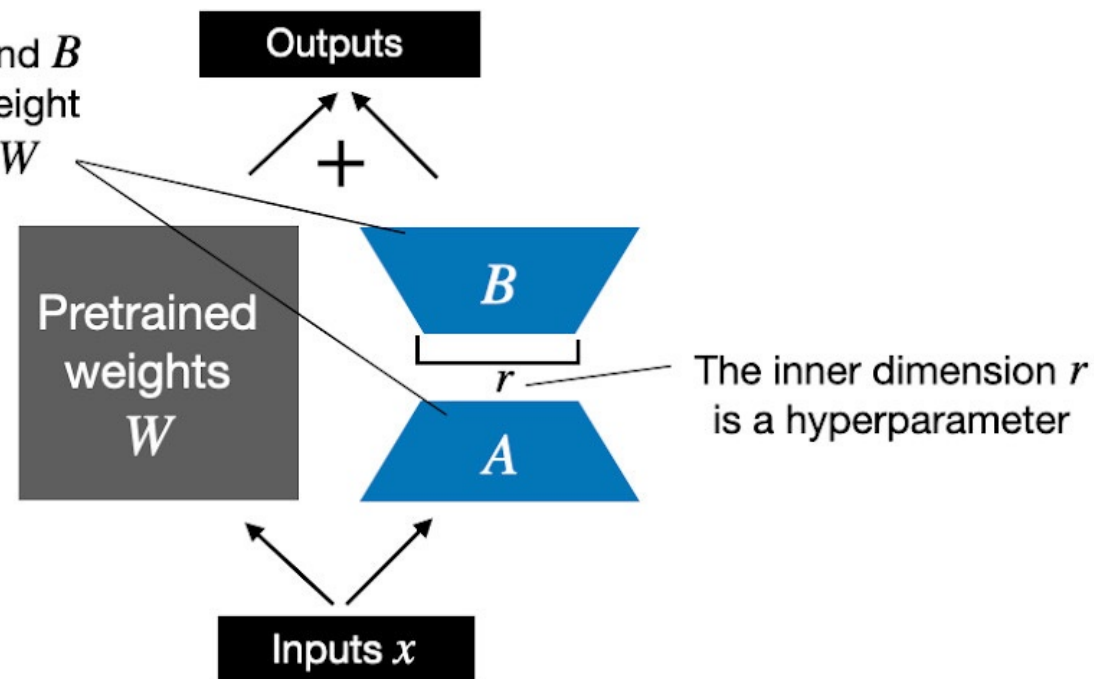 Outputs
nd B
eight
W
+
Pretrained
weights
W
B
r
The inner dimension r
is a hyperparameter
A
Inputs x